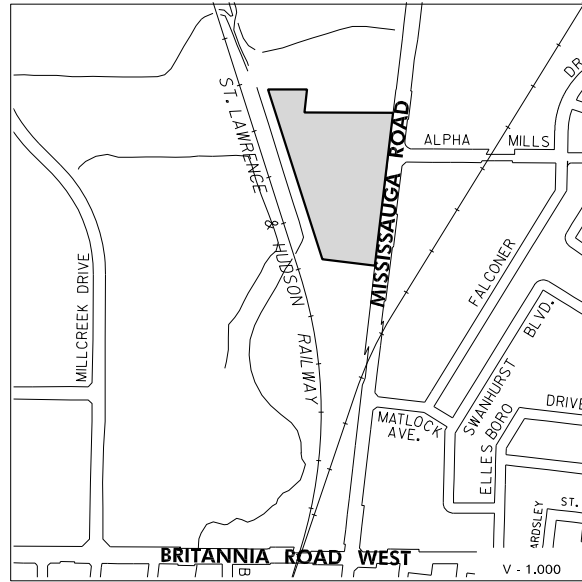 DR
ST. LAWRENCE & HUDSON RAILWAY
MISSISSAUGA ROAD
ALPHA MILLS
MILLCREEK DRIVE
FALCONER
SWANHURST BLVD.
MATLOCK
AVE.
ELLESBORO DRIVE
ARDSLEY ST.
BRITANNIA ROAD WEST
B
V - 1.000